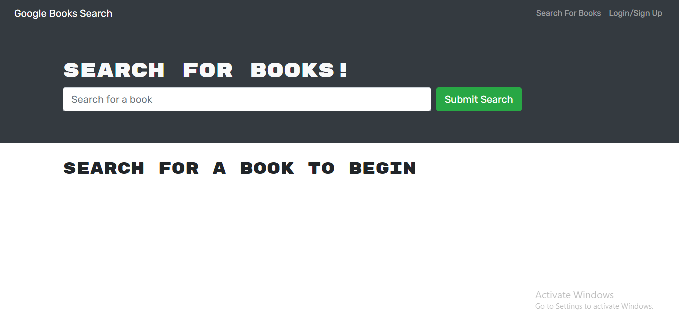 Google Books Search
Search For Books Login/Sign Up
SEARCH FOR BOOKS!
Search for a book
Submit Search
SEARCH FOR A BOOK TO BEGIN
Activate Windows
Go to Settings to activate Windows.